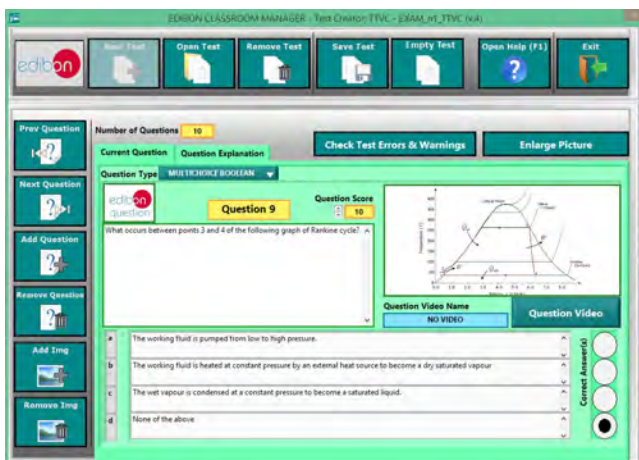 EDIBON CLASSROOM MANAGER - Test Creator: TTVC - EXAM_n1_TTVC (v.4)
edibon
Next Test
Open Test
Remove Test
Save Test
Empty Test
Open Help (F1)
Exit
Prev Question
Number of Questions 10
Check Test Errors & Warnings
Enlarge Picture
Current Question
Question Explanation
Question Type MULTICHOICE BOOLEAN
Next Question
edibon
question
Question 9
Question Score
10
What occurs between points 3 and 4 of the following graph of Rankine cycle?
Add Question
Remove Question
Question Video Name
NO VIDEO
Question Video
Add Img
Remove Img
a The working fluid is pumped from low to high pressure.
b The working fluid is heated at constant pressure by an external heat source to become a dry saturated vapour
c The wet vapour is condensed at a constant pressure to become a saturated liquid.
d None of the above
Correct Answer(s)